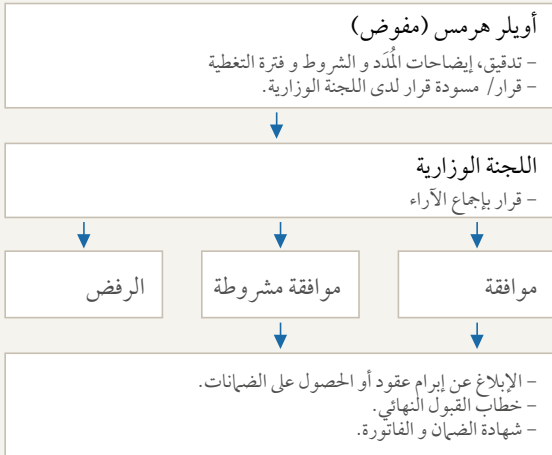 أويلر هرمس (مفوض)
– تدقيق، إيضاحات المُدَد و الشروط و فترة التغطية
– قرار/ مسودة قرار لدى اللجنة الوزارية.
اللجنة الوزارية
– قرار بإجماع الآراء
موافقة
موافقة مشروطة
الرفض
– الإبلاغ عن إبرام عقود أو الحصول على الضمانات.
– خطاب القبول النهائي.
– شهادة الضمان و الفاتورة.